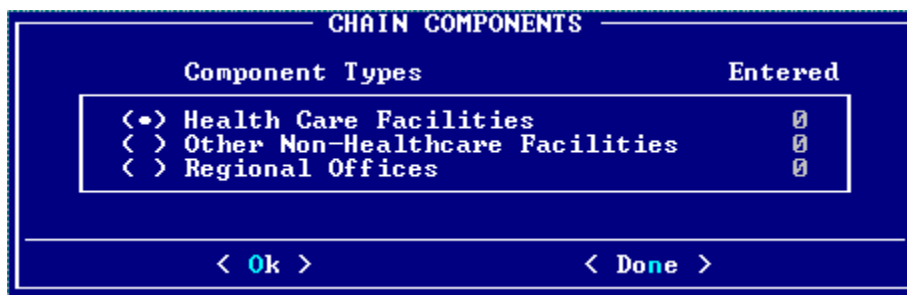 CHAIN COMPONENTS
Component Types Entered
(•) Health Care Facilities 0
( ) Other Non-Healthcare Facilities 0
( ) Regional Offices 0
< Ok > < Done >